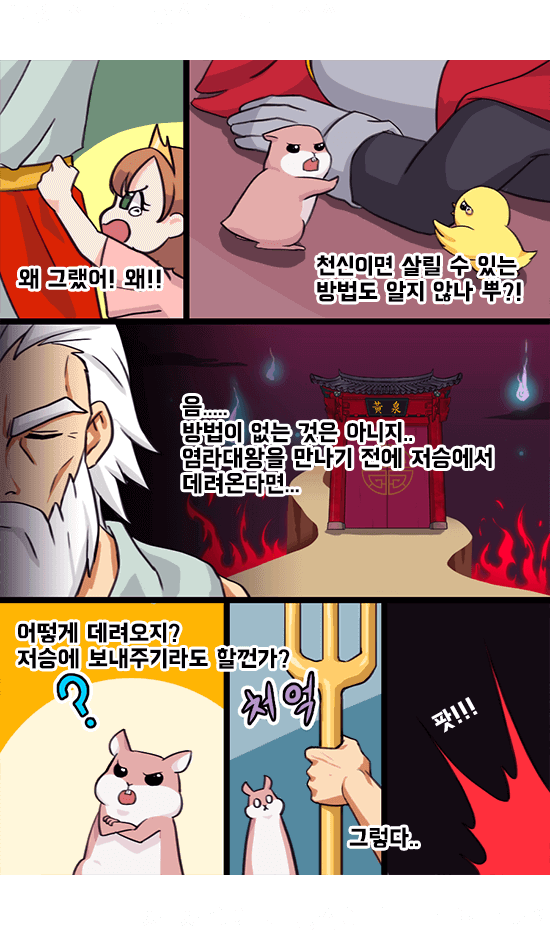 왜 그랬어! 왜!!
천신이면 살릴 수 있는
방법도 알지 않나 뿌?!
음.....
방법이 없는 것은 아니지..
염라대왕을 만나기 전에 저승에서
데려온다면...
黃泉
어떻게 데려오지?
저승에 보내주기라도 할껀가?
?
처억
그렇다..
팟!!!